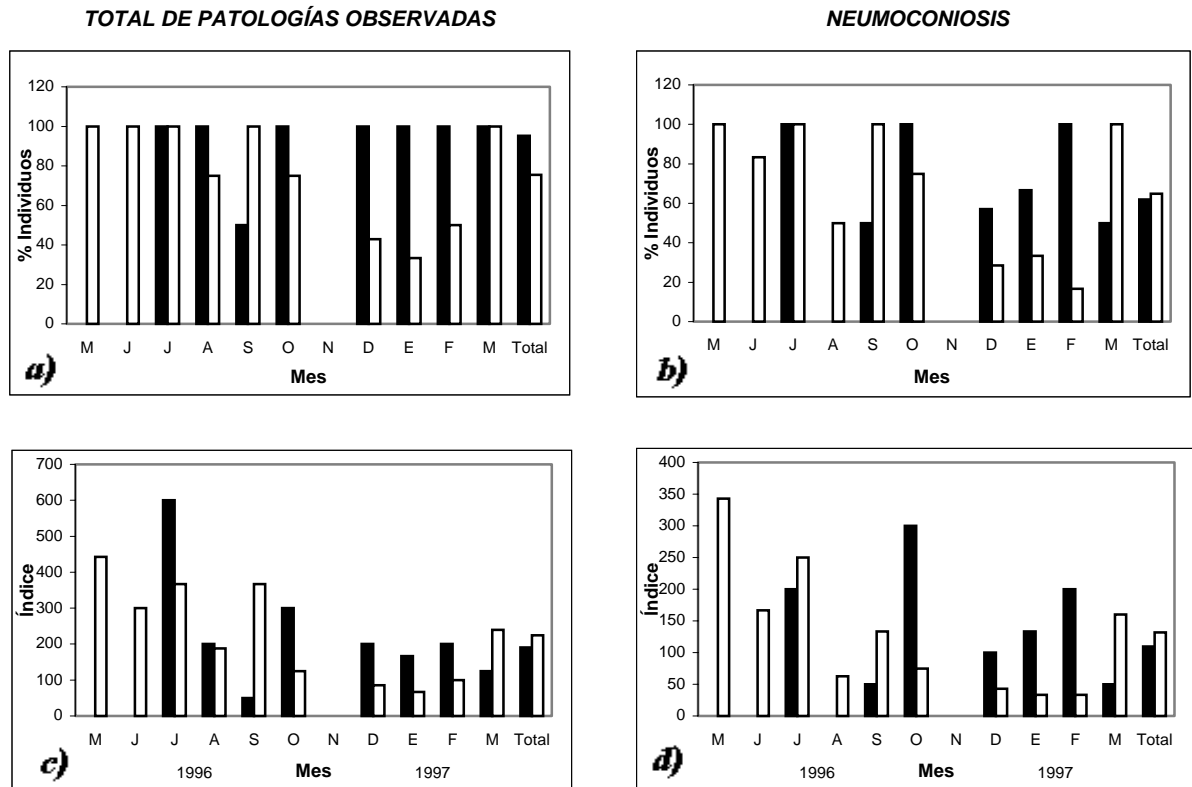 TOTAL DE PATOLOGÍAS OBSERVADAS
NEUMOCONIOSIS
120
100
80
60
40
20
0
% Individuos
M J J A S O N D E F M Total
Mes
a)
120
100
80
60
40
20
0
% Individuos
M J J A S O N D E F M Total
Mes
b)
700
600
500
400
300
200
100
0
Índice
M J J A S O N D E F M Total
1996 Mes 1997
c)
400
350
300
250
200
150
100
50
0
Índice
M J J A S O N D E F M Total
1996 Mes 1997
d)